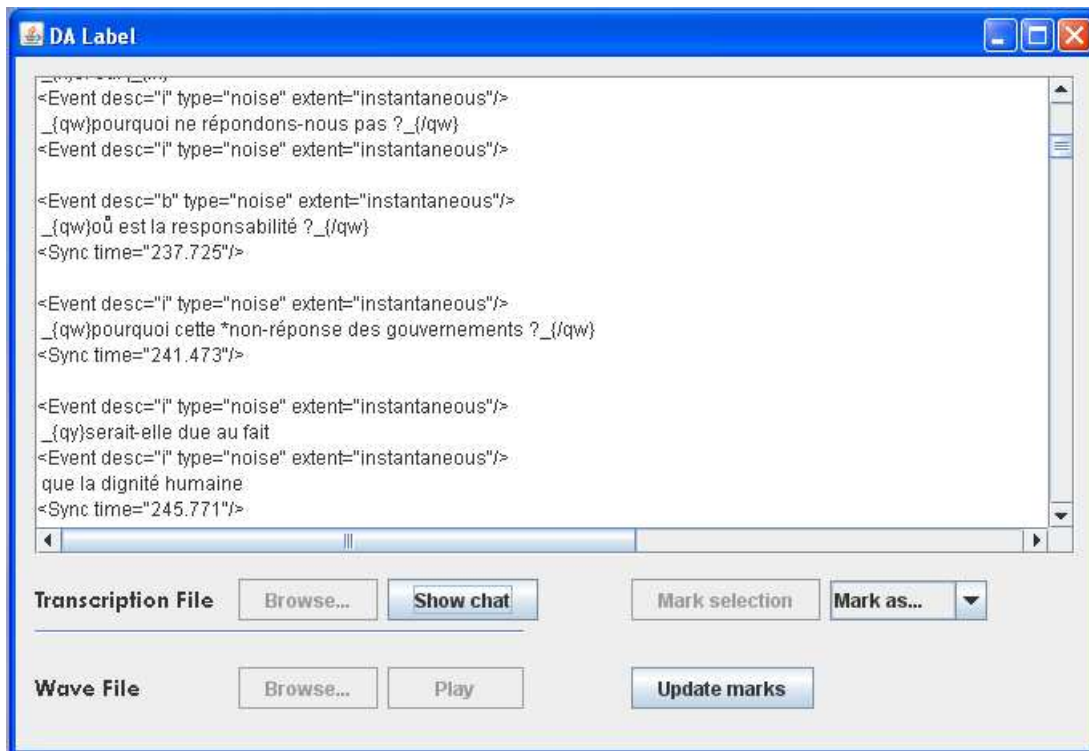 DA Label
<Event desc="i" type="noise" extent="instantaneous"/>
_{qw}pourquoi ne répondons-nous pas ?_{/qw}
<Event desc="i" type="noise" extent="instantaneous"/>
<Event desc="b" type="noise" extent="instantaneous"/>
_{qw}oů est la responsabilité ?_{/qw}
<Sync time="237.725"/>
<Event desc="i" type="noise" extent="instantaneous"/>
_{qw}pourquoi cette *non-réponse des gouvernements ?_{/qw}
<Sync time="241.473"/>
<Event desc="i" type="noise" extent="instantaneous"/>
_{qy}serait-elle due au fait
<Event desc="i" type="noise" extent="instantaneous"/>
que la dignité humaine
<Sync time="245.771"/>
Transcription File Browse... Show chat Mark selection Mark as...
Wave File Browse... Play Update marks